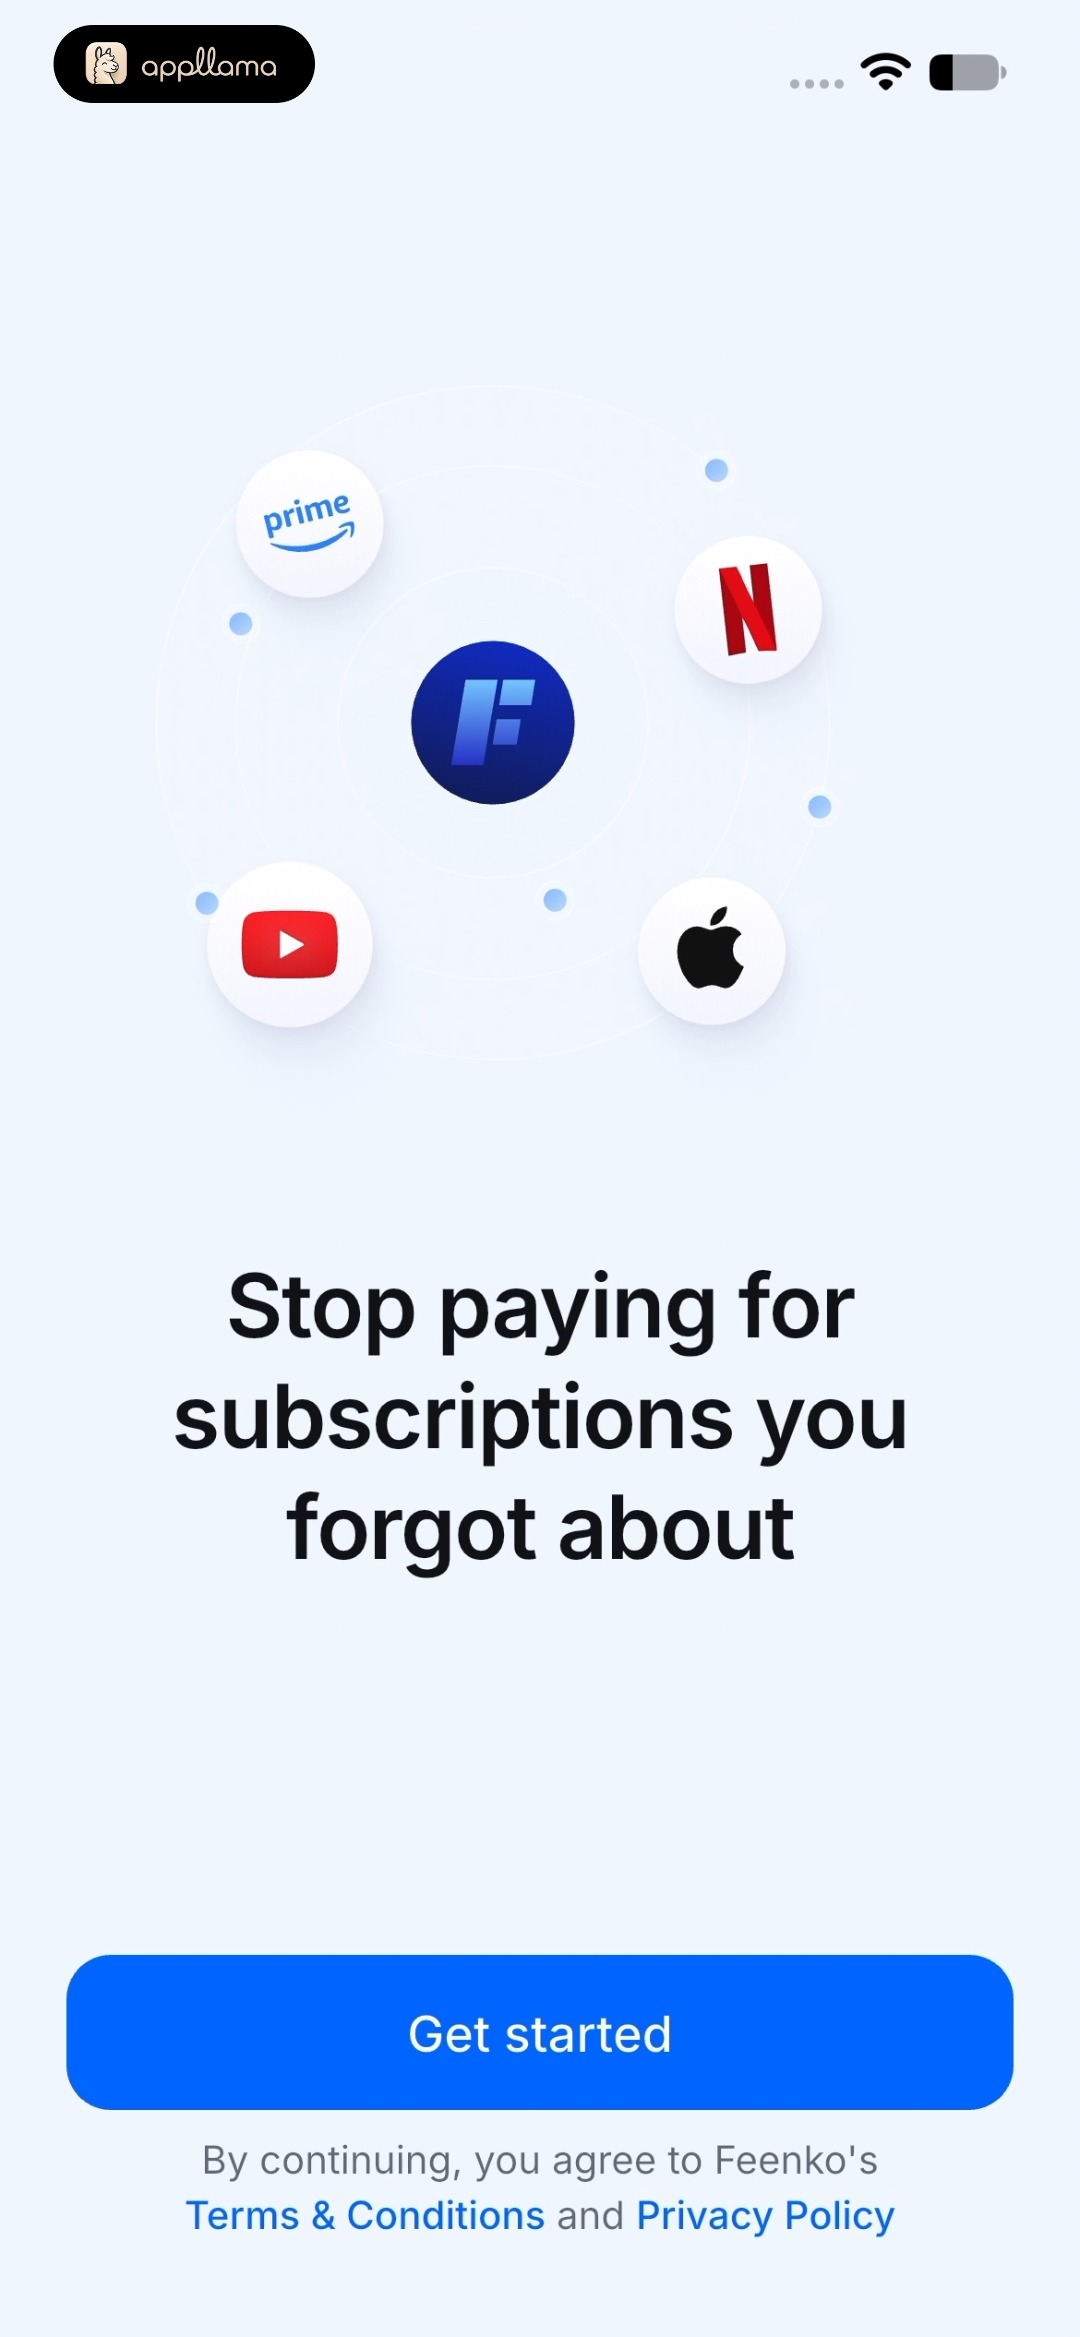 appllama
prime
N
F
Stop paying for
subscriptions you
forgot about
Get started
By continuing, you agree to Feenko's
Terms & Conditions and Privacy Policy